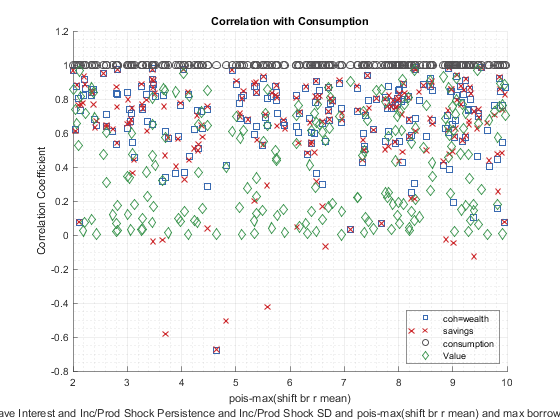 Correlation with Consumption
1.2
1
0.8
0.6
0.4
0.2
0
-0.2
-0.4
-0.6
-0.8
Correlation Coefficient
coh=wealth
savings
consumption
Value
2 3 4 5 6 7 8 9 10
pois-max(shift br r mean)
ave Interest and Inc/Prod Shock Persistence and Inc/Prod Shock SD and pois-max(shift br r mean) and max borrow